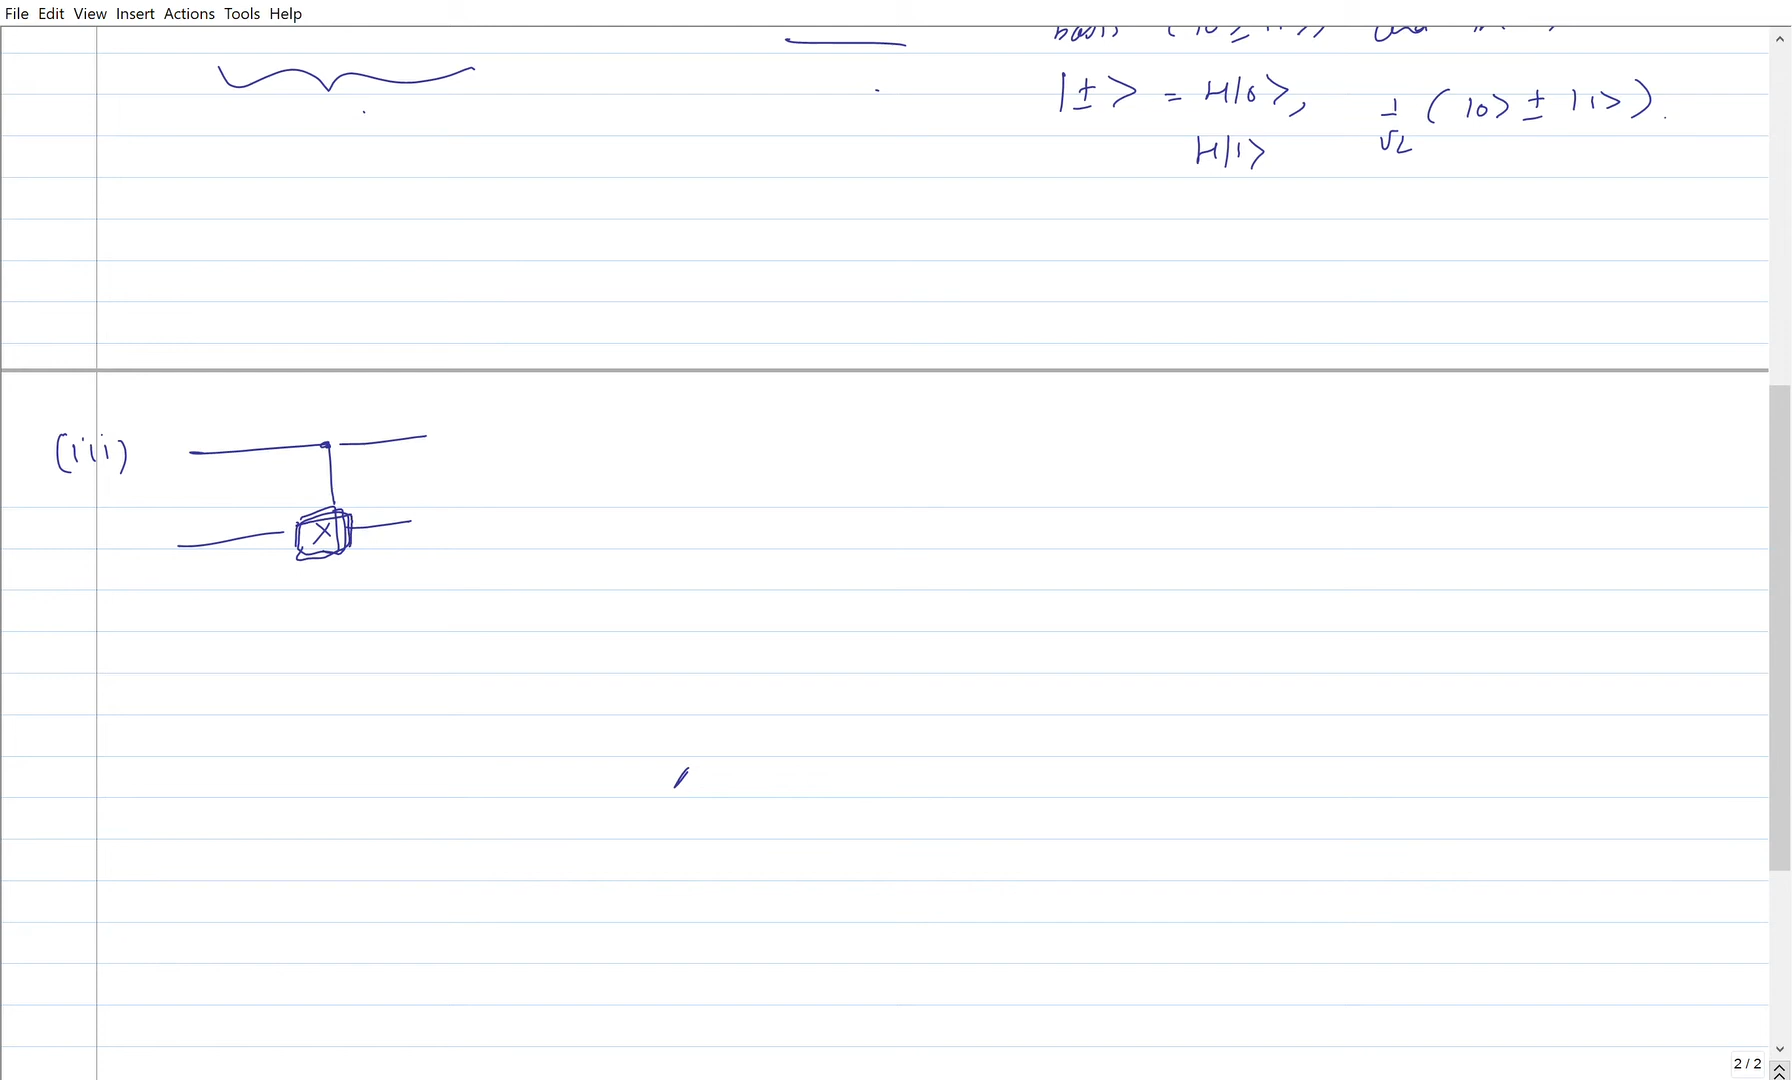 File Edit View Insert Actions Tools Help
|±> = H|0>, 1/√2 (|0> ± |1>).
H|1>
(iii)
X
2 / 2